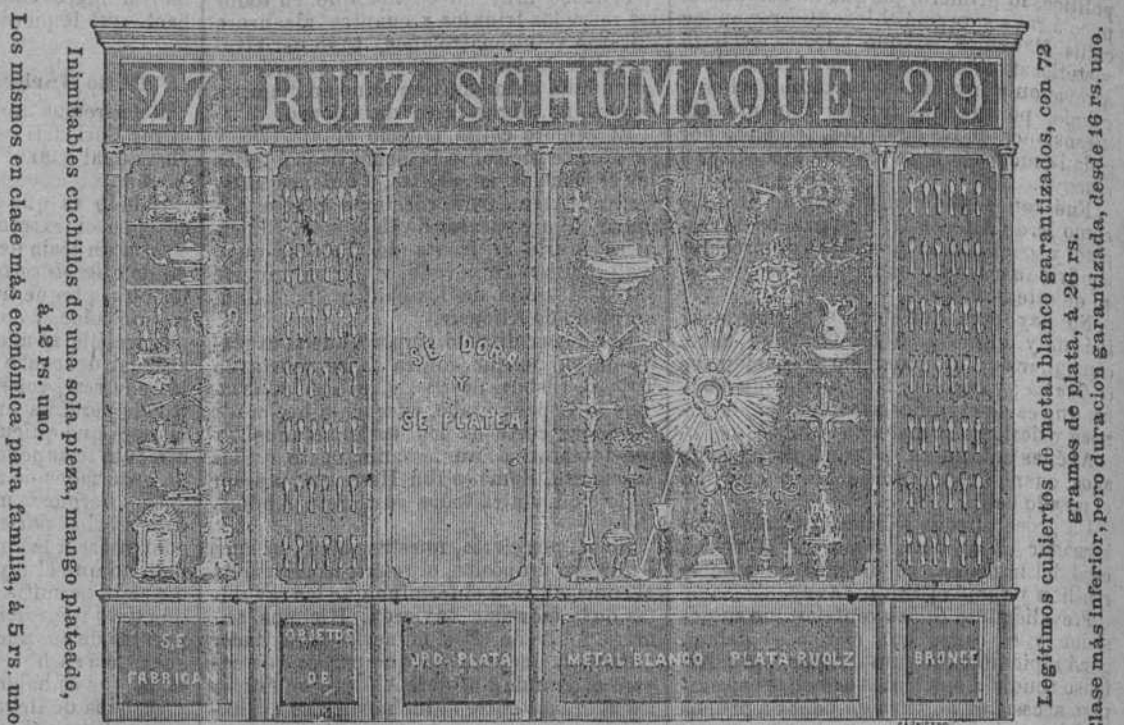 27 RUIZ SCHUMAQUE 29
Inimitables cuchillos de una sola pieza, mango plateado,
á 12 rs. uno.
Los mismos en clase más económica para familia, á 5 rs. uno
SE DORA
Y
SE PLATEA
SE
FABRICAN
OBJETOS
DE
PLATA
METAL BLANCO PLATA RUOLZ
BRONCE
Legítimos cubiertos de metal blanco garantizados, con 72
gramos de plata, á 26 rs.
clase más inferior, pero duracion garantizada, desde 16 rs. uno.